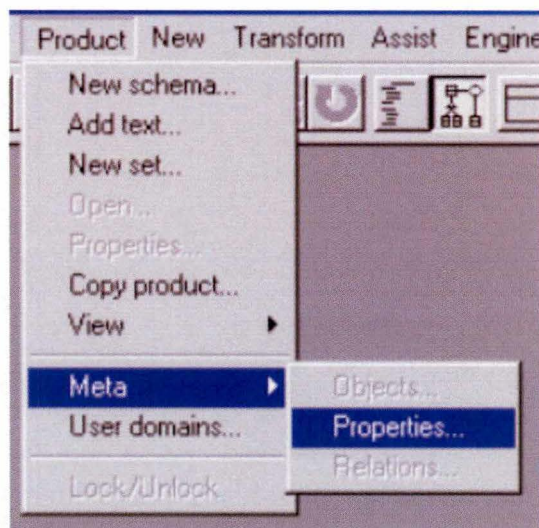 Product New Transform Assist Engine
New schema...
Add text...
New set...
Open...
Properties...
Copy product...
View
Meta
Objects...
User domains...
Properties...
Relations...
Lock/Unlock